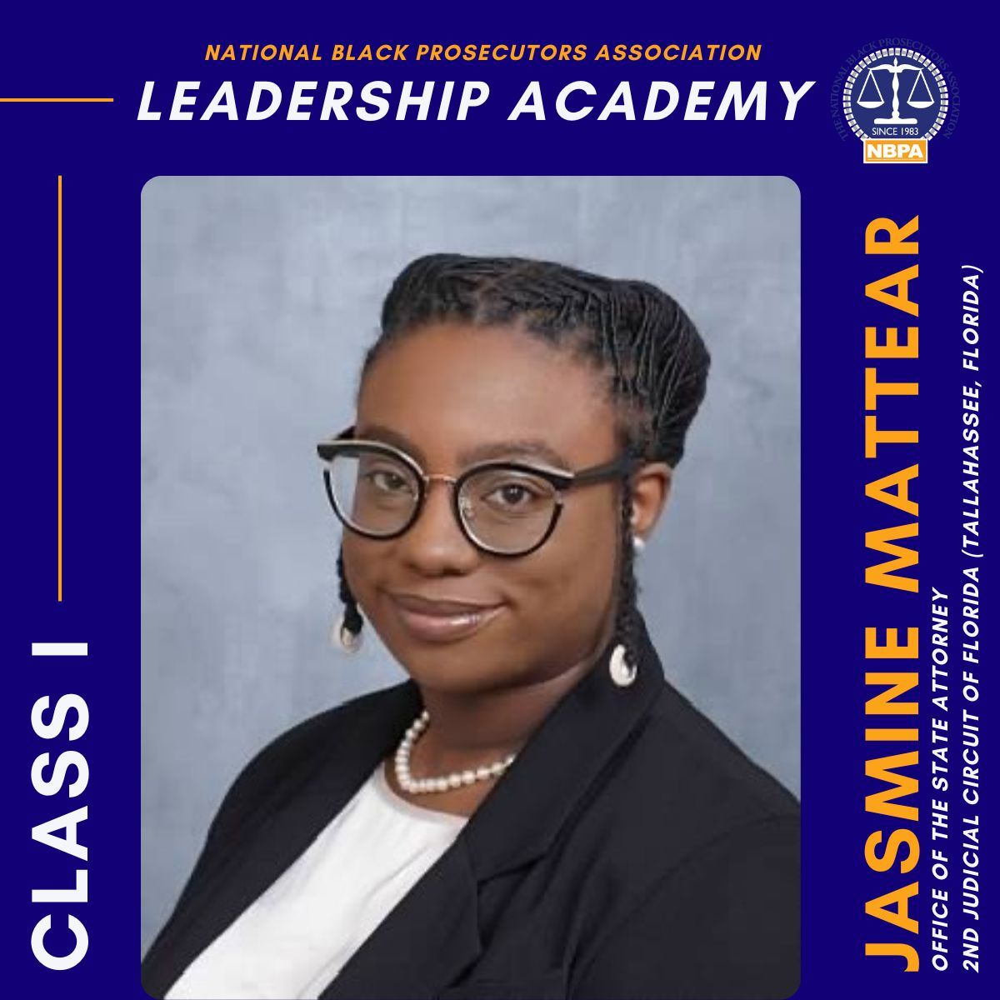 NATIONAL BLACK PROSECUTORS ASSOCIATION
LEADERSHIP ACADEMY
THE NATIONAL BLACK PROSECUTORS ASSOCIATION
SINCE 1983
NBPA
CLASS I
JASMINE MATTEAR
OFFICE OF THE STATE ATTORNEY
2ND JUDICIAL CIRCUIT OF FLORIDA (TALLAHASSEE, FLORIDA)